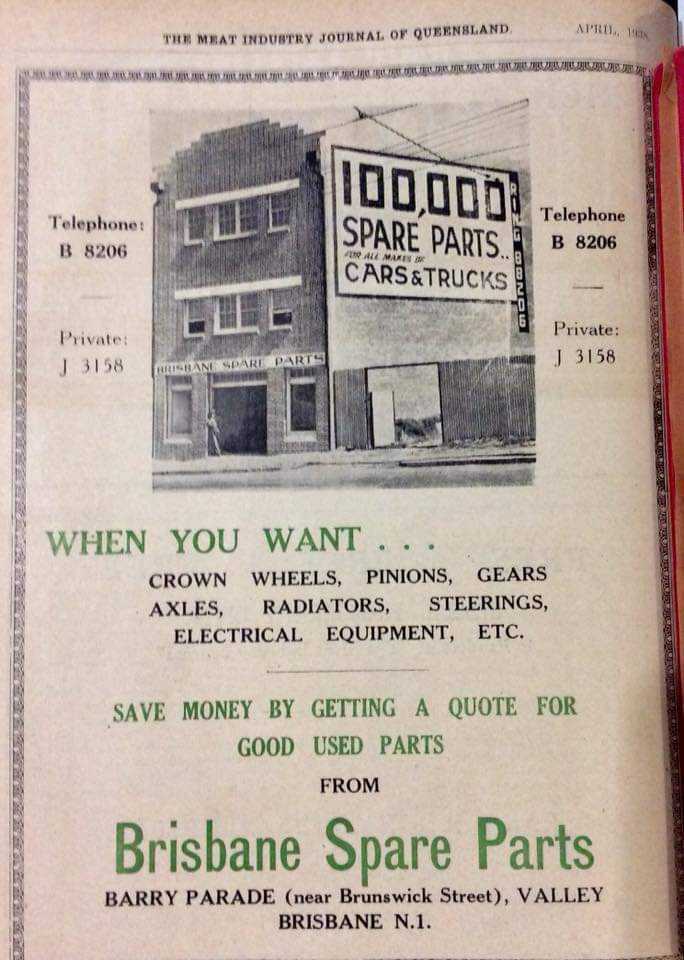 THE MEAT INDUSTRY JOURNAL OF QUEENSLAND.
APRIL, 1938
Telephone:
B 8206
Private:
J 3158
100,000
SPARE PARTS..
FOR ALL MAKES OF
CARS & TRUCKS
RING B8206
BRISBANE SPARE PARTS
Telephone
B 8206
Private:
J 3158
WHEN YOU WANT . . .
CROWN WHEELS, PINIONS, GEARS
AXLES, RADIATORS, STEERINGS,
ELECTRICAL EQUIPMENT, ETC.
SAVE MONEY BY GETTING A QUOTE FOR
GOOD USED PARTS
FROM
Brisbane Spare Parts
BARRY PARADE (near Brunswick Street), VALLEY
BRISBANE N.1.